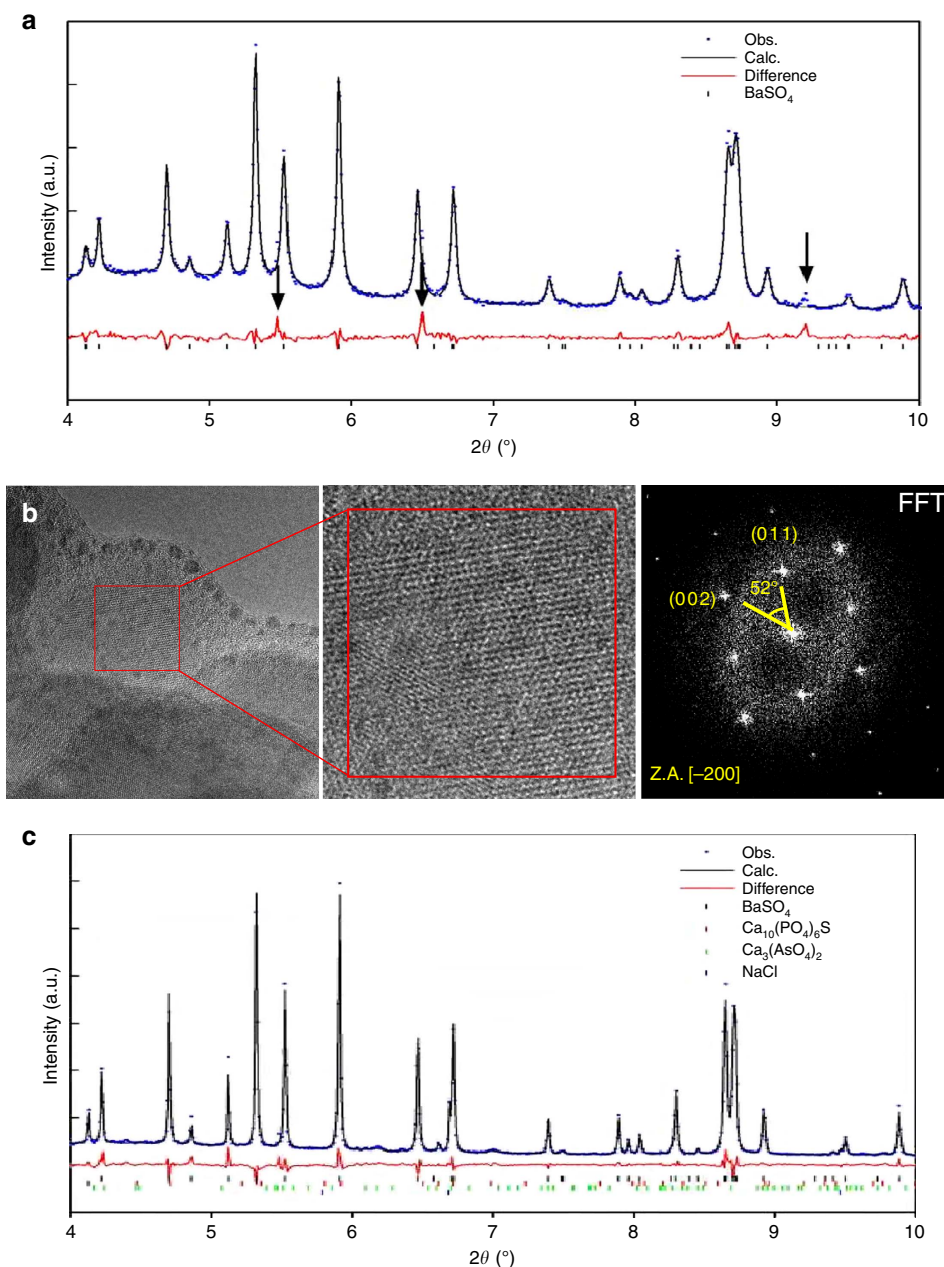 a
Obs.
Calc.
Difference
BaSO4
Intensity (a.u.)
4 5 6 7 8 9 10
2θ (°)
b
FFT
(011)
52°
(002)
Z.A. [–200]
c
Obs.
Calc.
Difference
BaSO4
Ca10(PO4)6S
Ca3(AsO4)2
NaCl
Intensity (a.u.)
4 5 6 7 8 9 10
2θ (°)